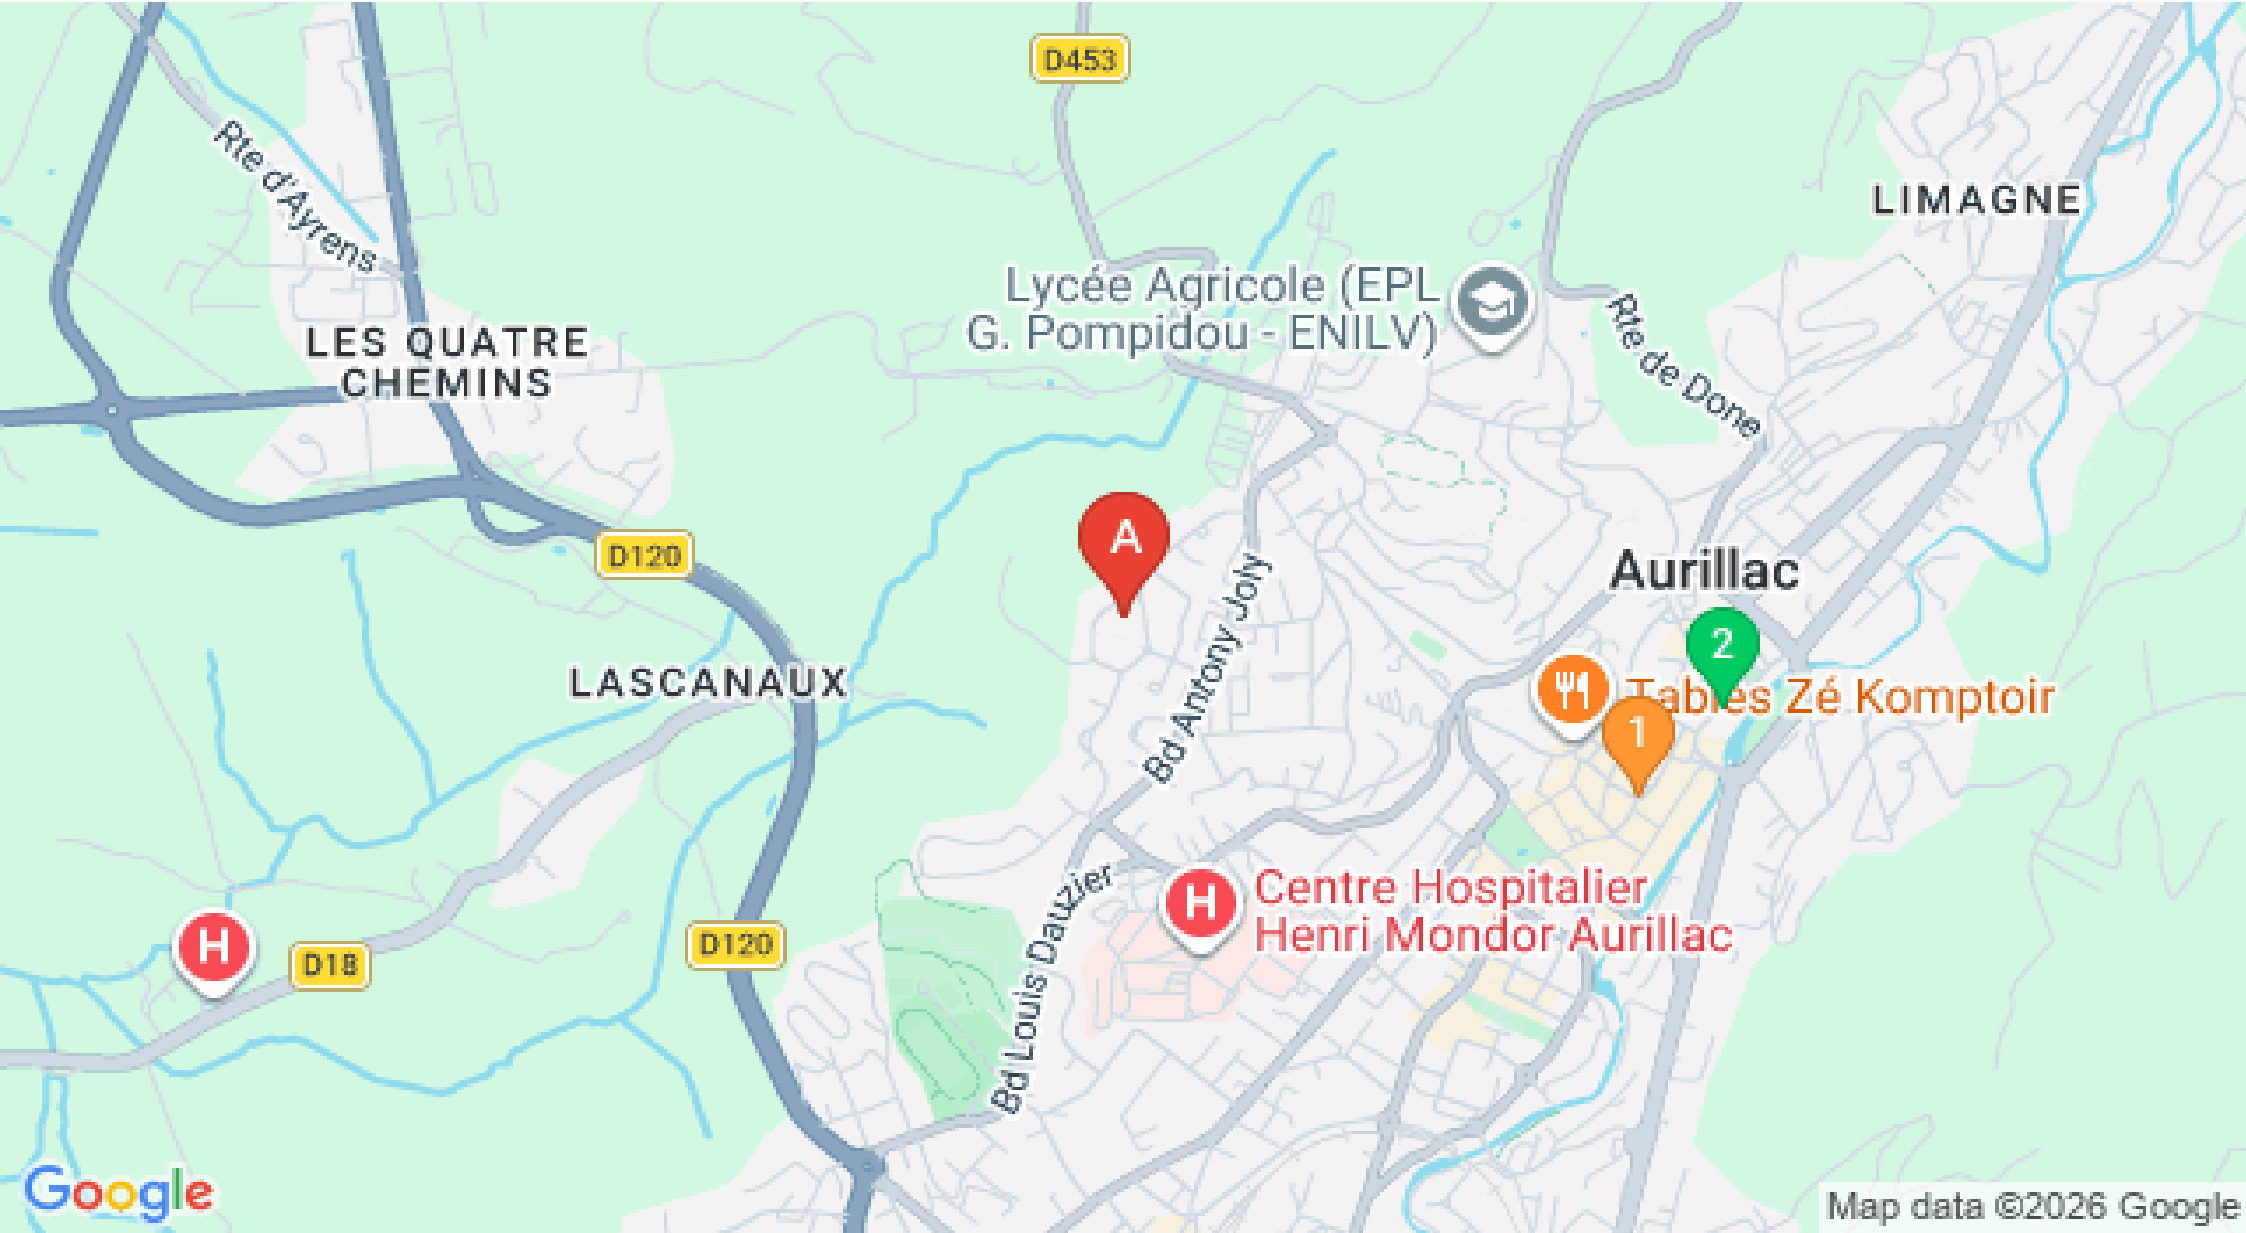 D453
Rte d'Ayrens
LIMAGNE
Lycée Agricole (EPL
G. Pompidou - ENILV)
Rte de Done
LES QUATRE
CHEMINS
A
D120
Aurillac
Bd Antony Joly
2
LASCANAUX
Tables Zé Komptoir
1
Centre Hospitalier
Henri Mondor Aurillac
H
Bd Louis Dauzier
H
D18
D120
Google
Map data ©2026 Google